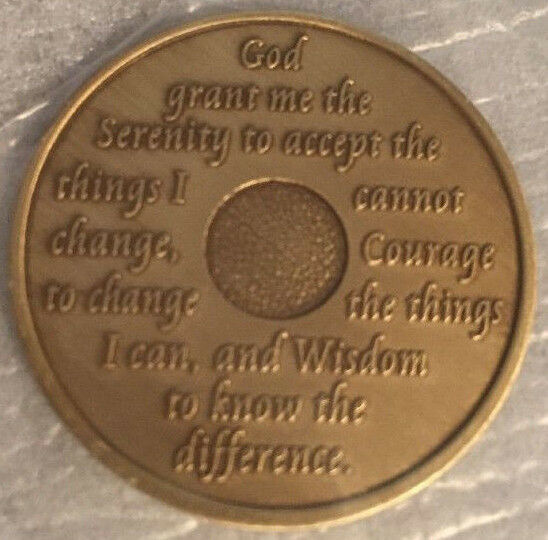 God
grant me the
Serenity to accept the
things I cannot
change, Courage
to change the things
I can, and Wisdom
to know the
difference.